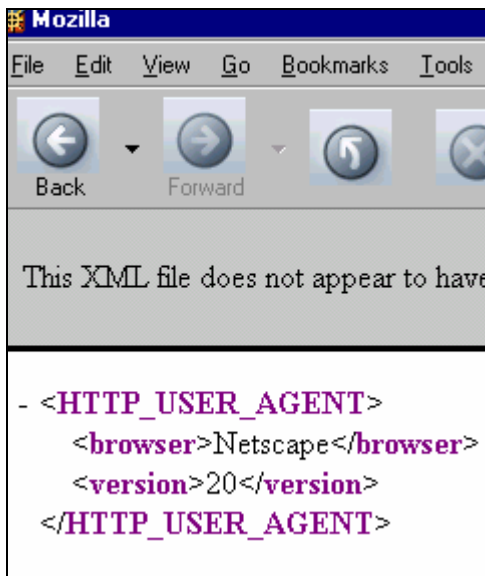 Mozilla
File Edit View Go Bookmarks Tools
Back Forward
This XML file does not appear to have
- <HTTP_USER_AGENT>
<browser>Netscape</browser>
<version>20</version>
</HTTP_USER_AGENT>